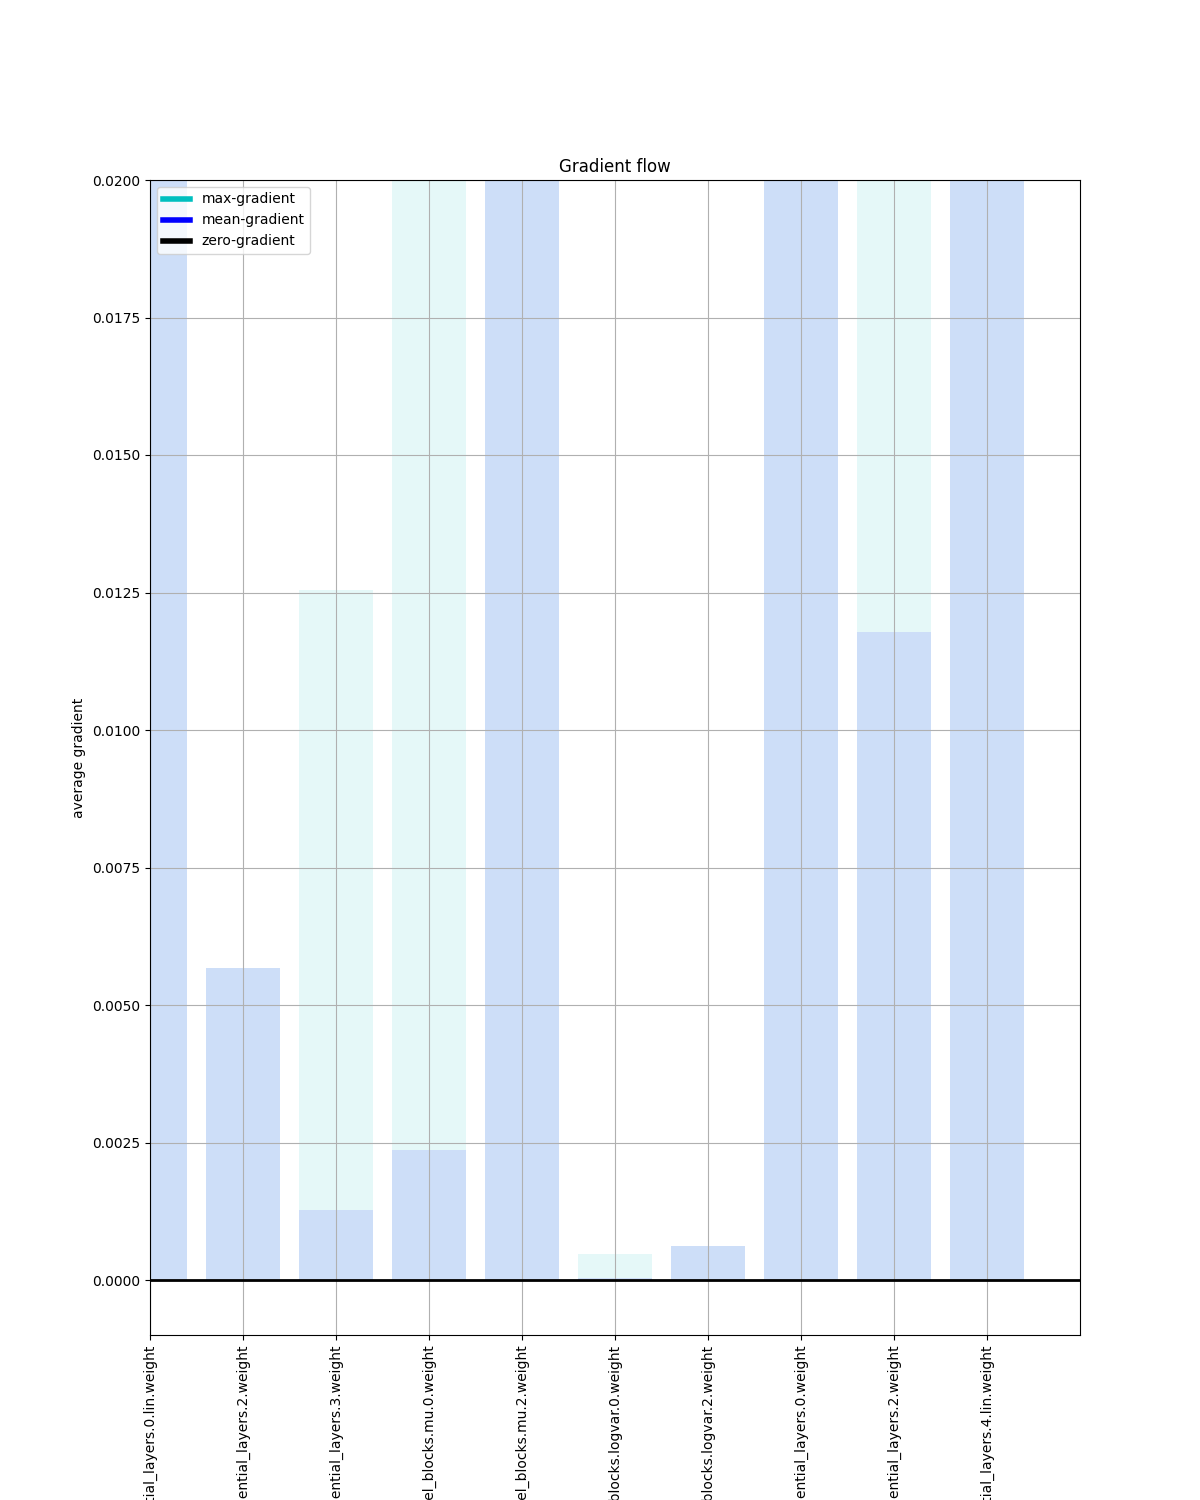 Gradient flow
max-gradient
mean-gradient
zero-gradient
0.0200
0.0175
0.0150
0.0125
0.0100
0.0075
0.0050
0.0025
0.0000
average gradient
tial_layers.0.lin.weight
ential_layers.2.weight
ential_layers.3.weight
el_blocks.mu.0.weight
el_blocks.mu.2.weight
blocks.logvar.0.weight
blocks.logvar.2.weight
ential_layers.0.weight
ential_layers.2.weight
tial_layers.4.lin.weight